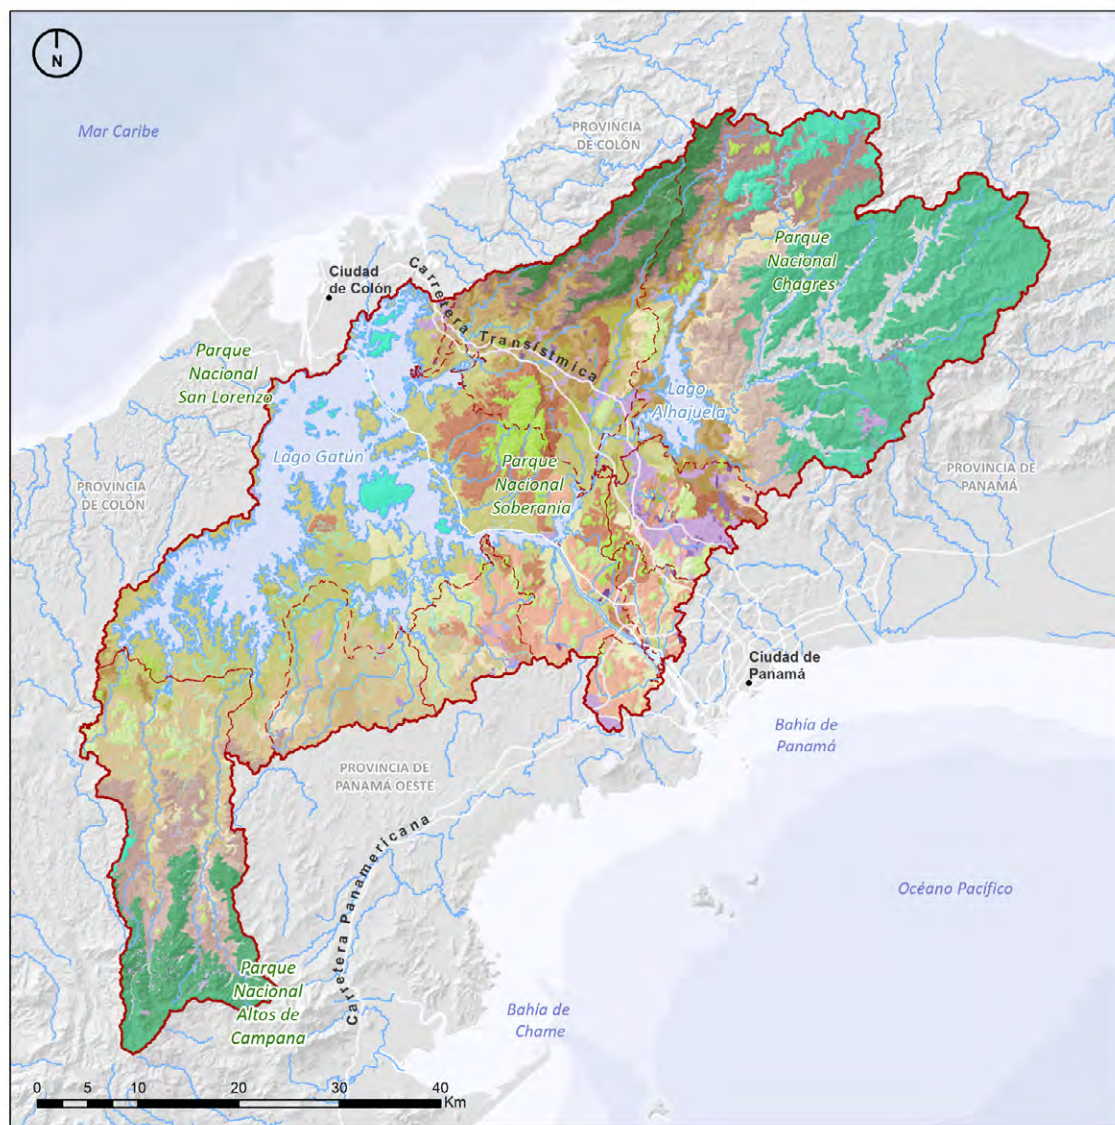 N
Mar Caribe
PROVINCIA
DE COLÓN
Parque
Nacional
Chagres
Ciudad
de Colón
Carretera Transístmica
Parque
Nacional
San Lorenzo
Lago
Alhajuela
Lago Gatún
Parque
Nacional
Soberanía
PROVINCIA
DE COLÓN
PROVINCIA DE
PANAMÁ
Ciudad de
Panamá
Bahía de
Panamá
PROVINCIA DE
PANAMÁ OESTE
Carretera Panamericana
Océano Pacífico
Parque
Nacional
Altos de
Campana
Bahía de
Chame
0 5 10 20 30 40
Km